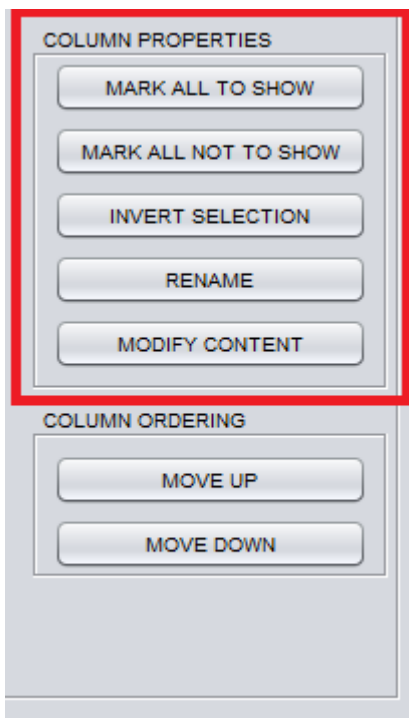 COLUMN PROPERTIES
MARK ALL TO SHOW
MARK ALL NOT TO SHOW
INVERT SELECTION
RENAME
MODIFY CONTENT
COLUMN ORDERING
MOVE UP
MOVE DOWN